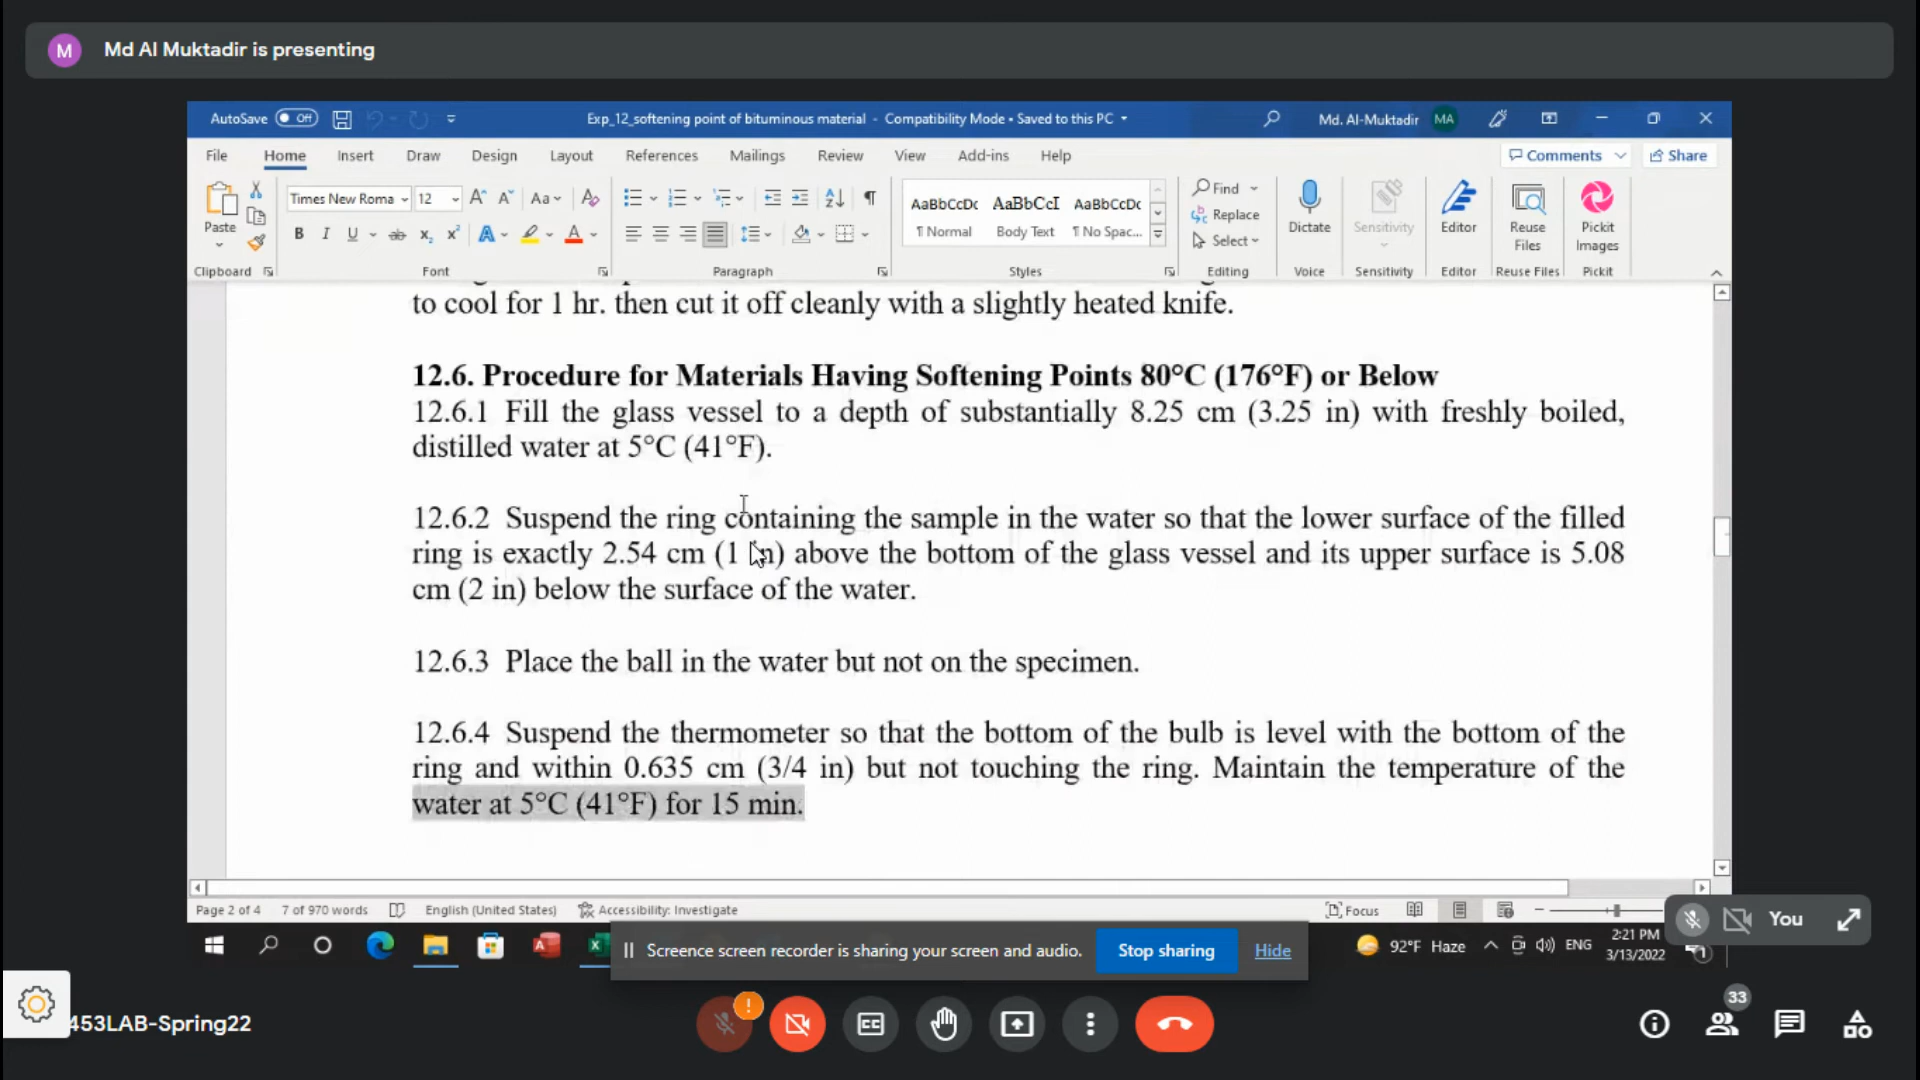 M Md Al Muktadir is presenting
AutoSave Off Exp_12_softening point of bituminous material - Compatibility Mode • Saved to this PC Md. Al-Muktadir MA
File Home Insert Draw Design Layout References Mailings Review View Add-ins Help Comments Share
Times New Roma 12 Aa
Paste B I U ab x₂ x² A A
AaBbCcDc AaBbCcI AaBbCcDc
¶ Normal Body Text ¶ No Spac...
Find
Replace
Select
Dictate Sensitivity Editor Reuse Files Pickit Images
Clipboard Font Paragraph Styles Editing Voice Sensitivity Editor Reuse Files Pickit
to cool for 1 hr. then cut it off cleanly with a slightly heated knife.
12.6. Procedure for Materials Having Softening Points 80°C (176°F) or Below
12.6.1 Fill the glass vessel to a depth of substantially 8.25 cm (3.25 in) with freshly boiled,
distilled water at 5°C (41°F).
12.6.2 Suspend the ring containing the sample in the water so that the lower surface of the filled
ring is exactly 2.54 cm (1 in) above the bottom of the glass vessel and its upper surface is 5.08
cm (2 in) below the surface of the water.
12.6.3 Place the ball in the water but not on the specimen.
12.6.4 Suspend the thermometer so that the bottom of the bulb is level with the bottom of the
ring and within 0.635 cm (3/4 in) but not touching the ring. Maintain the temperature of the
water at 5°C (41°F) for 15 min.
Page 2 of 4 7 of 970 words English (United States) Accessibility: Investigate Focus
You
Screence screen recorder is sharing your screen and audio. Stop sharing Hide
92°F Haze ENG 2:21 PM
3/13/2022 1
453LAB-Spring22
33